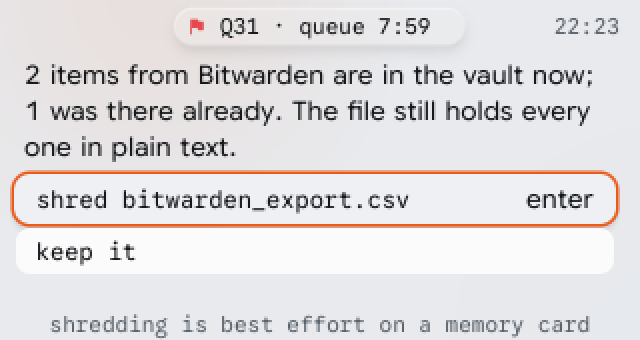 Q31 · queue 7:59
22:23
2 items from Bitwarden are in the vault now;
1 was there already. The file still holds every
one in plain text.
shred bitwarden_export.csv enter
keep it
shredding is best effort on a memory card